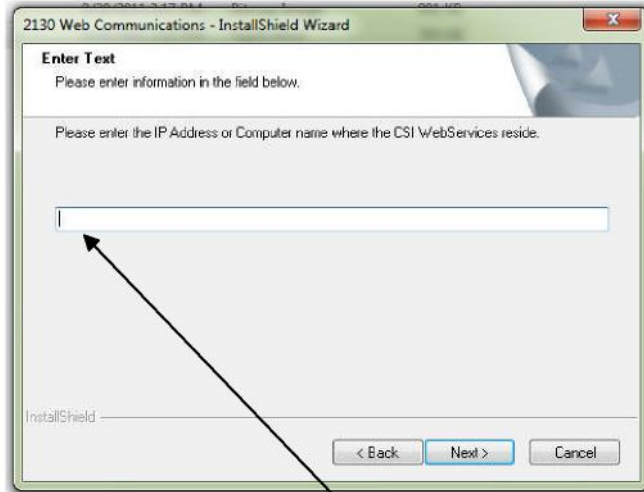 2130 Web Communications - InstallShield Wizard
Enter Text
Please enter information in the field below.
Please enter the IP Address or Computer name where the CSI WebServices reside.
InstallShield
< Back
Next >
Cancel